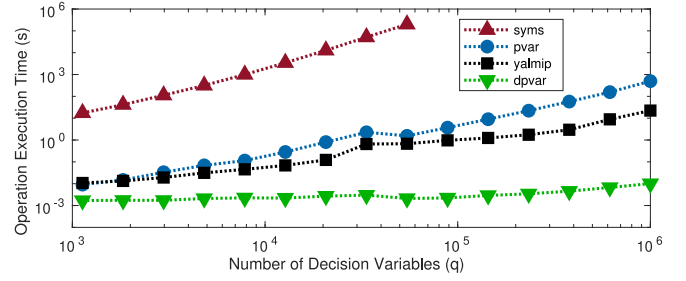 10^6
10^3
10^0
10^-3
Operation Execution Time (s)
syms
pvar
yalmip
dpvar
10^3
10^4
10^5
10^6
Number of Decision Variables (q)